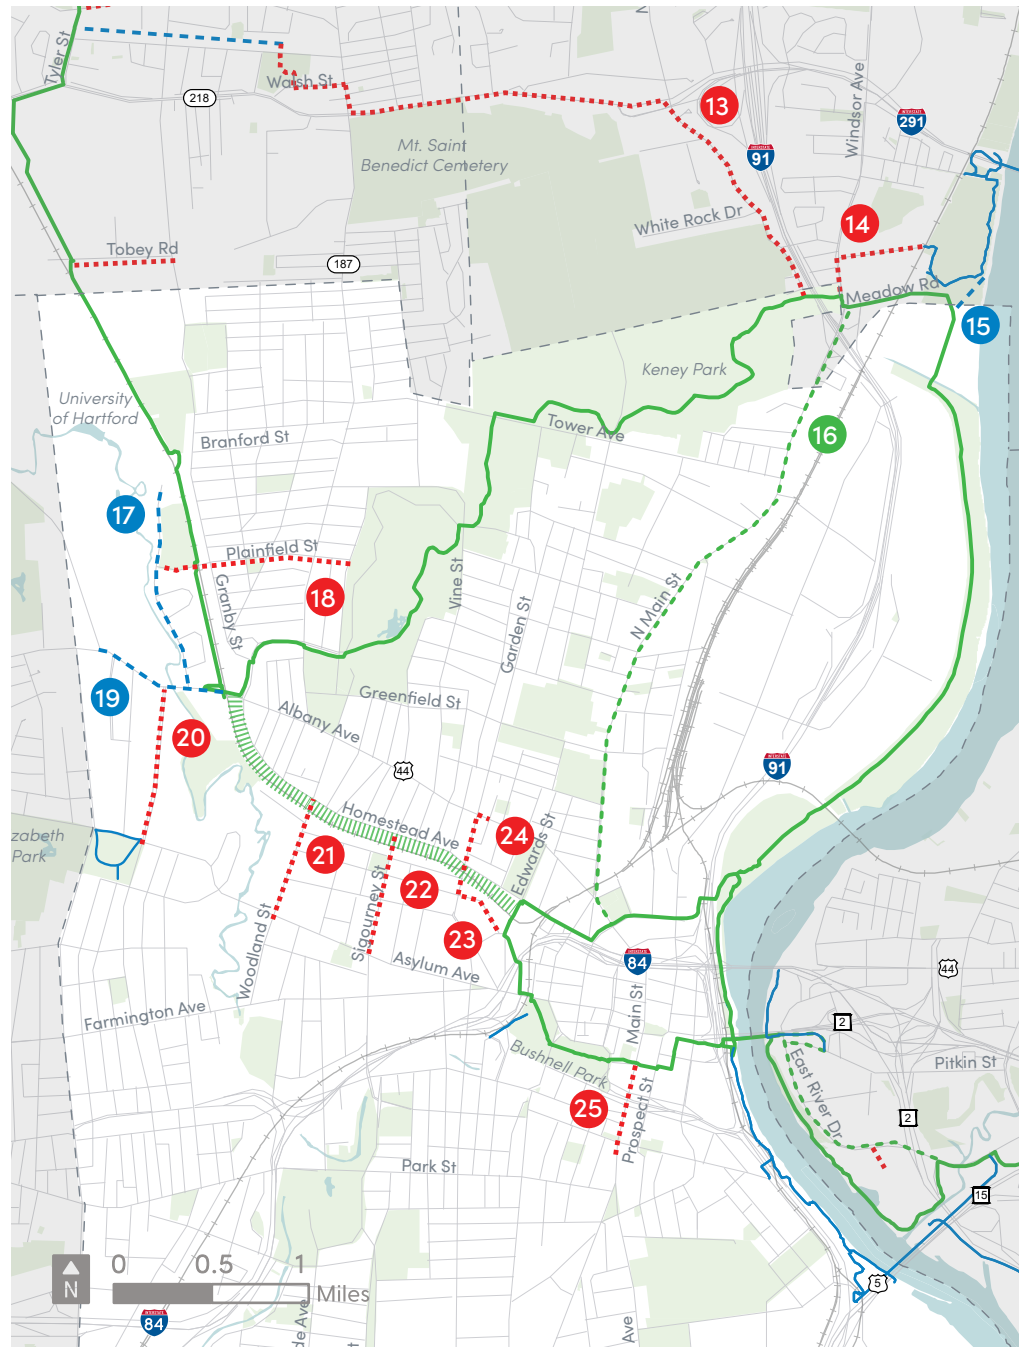 Tyler St
Walsh St
218
N
13
Windsor Ave
291
Mt. Saint
Benedict Cemetery
91
White Rock Dr
14
Tobey Rd
187
Meadow Rd
15
University
of Hartford
Keney Park
Branford St
Tower Ave
16
17
Plainfield St
18
Granby St
Vine St
Garden St
N Main St
19
Greenfield St
20
Albany Ave
44
91
Homestead Ave
zabeth
Park
21
24
Edwards St
22
Sigourney St
Woodland St
23
Asylum Ave
84
44
Farmington Ave
Main St
2
Bushnell Park
East River Dr
Pitkin St
25
Prospect St
2
Park St
15
N
0 0.5 1
Miles
5
84
de Ave
t
Ave